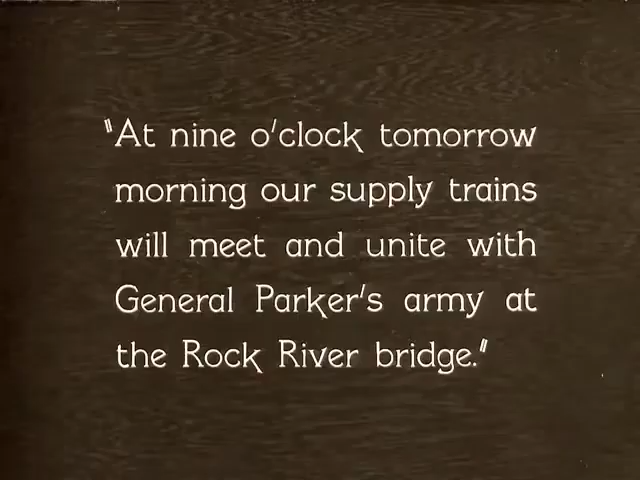 "At nine o'clock tomorrow
morning our supply trains
will meet and unite with
General Parker's army at
the Rock River bridge."